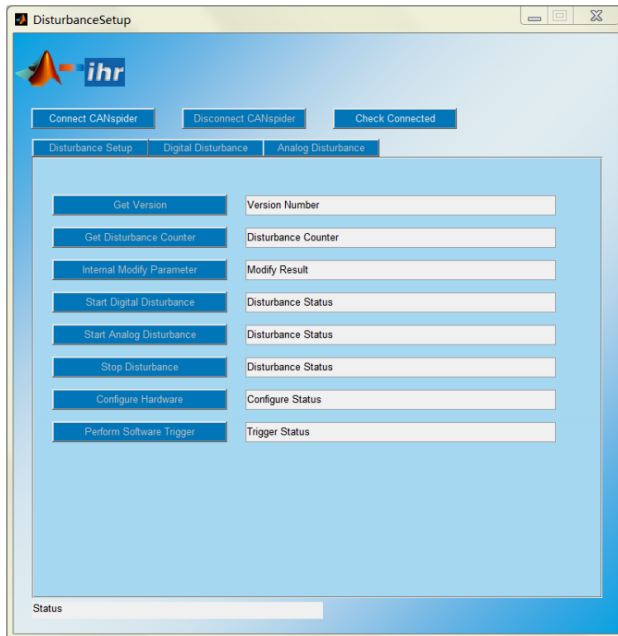 DisturbanceSetup
ihr
Connect CANspider Disconnect CANspider Check Connected
Disturbance Setup Digital Disturbance Analog Disturbance
Get Version Version Number
Get Disturbance Counter Disturbance Counter
Internal Modify Parameter Modify Result
Start Digital Disturbance Disturbance Status
Start Analog Disturbance Disturbance Status
Stop Disturbance Disturbance Status
Configure Hardware Configure Status
Perform Software Trigger Trigger Status
Status